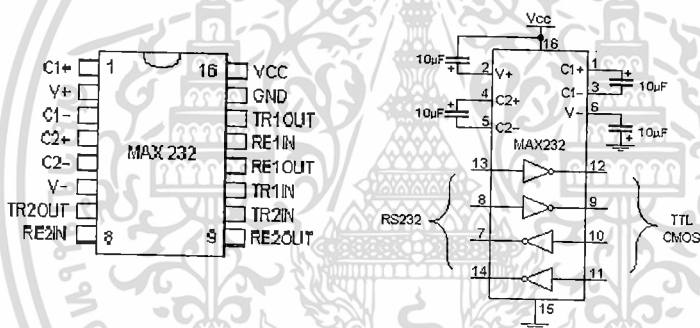 C1+ 1 16 VCC
V+ GND
C1- TR1OUT
C2+ RE1IN
C2- MAX 232 RE1OUT
V- TR1IN
TR2OUT TR2IN
RE2IN 8 9 RE2OUT
Vcc
16
10µF + 2 V+ C1+ 1 + 10µF
C1- 3
10µF + 4 C2+ V- 6
5 C2- + 10µF
MAX232
13 12
8 9
RS232 TTL
CMOS
7 10
14 11
15